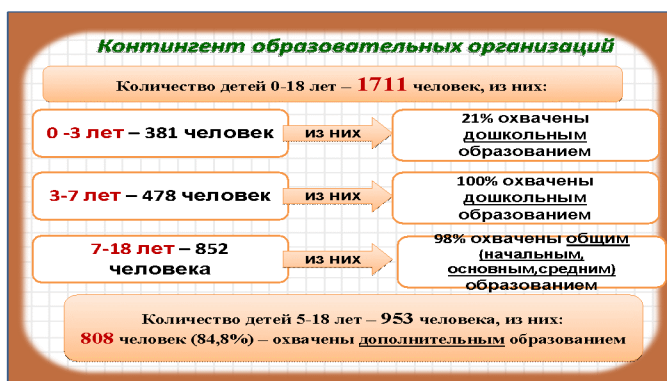 Контингент образовательных организаций
Количество детей 0-18 лет – 1711 человек, из них:
0 -3 лет – 381 человек
из них
21% охвачены
дошкольным
образованием
3-7 лет – 478 человек
из них
100% охвачены
дошкольным
образованием
7-18 лет – 852
человека
из них
98% охвачены общим
(начальным,
основным,средним)
образованием
Количество детей 5-18 лет – 953 человека, из них:
808 человек (84,8%) – охвачены дополнительным образованием